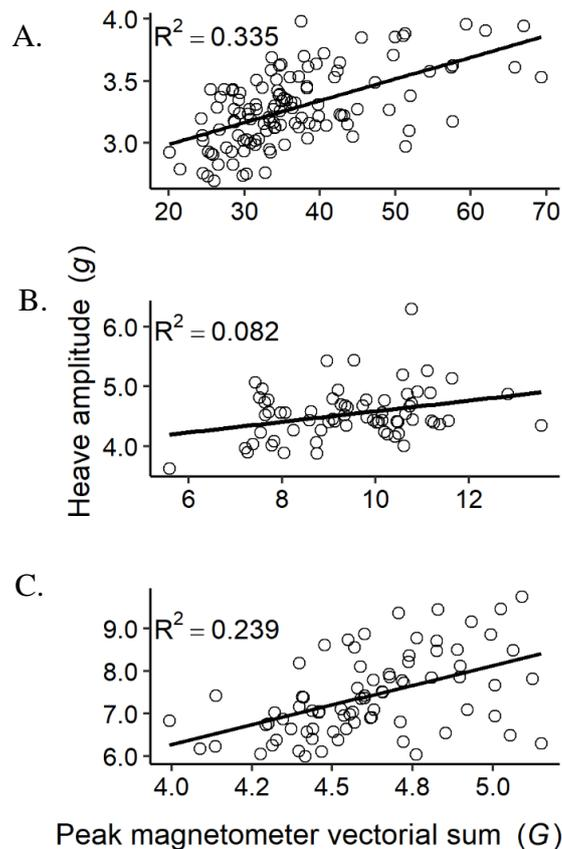 A.
R² = 0.335
4.0
3.5
3.0
20 30 40 50 60 70
Heave amplitude (g)
B.
R² = 0.082
6.0
5.0
4.0
6 8 10 12
C.
R² = 0.239
9.0
8.0
7.0
6.0
4.0 4.2 4.5 4.8 5.0
Peak magnetometer vectorial sum (G)